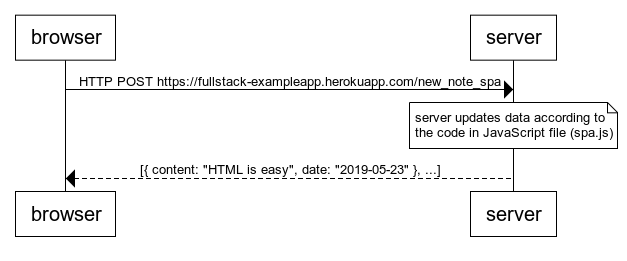 browser server
HTTP POST https://fullstack-exampleapp.herokuapp.com/new_note_spa
server updates data according to
the code in JavaScript file (spa.js)
[{ content: "HTML is easy", date: "2019-05-23" }, ...]
browser server